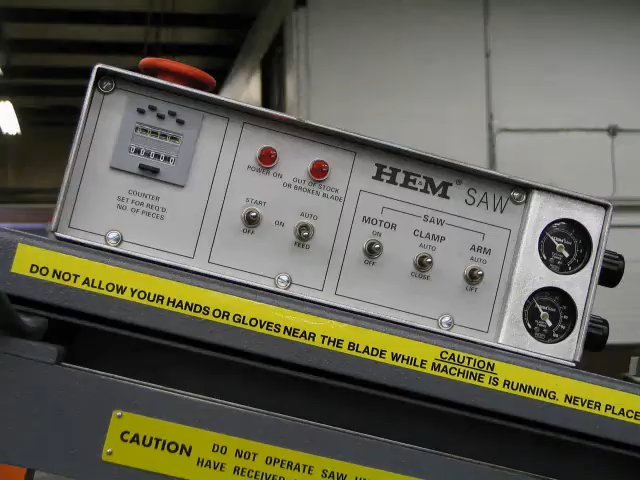 COUNTER
SET FOR REQ'D
NO. OF PIECES
00000
POWER ON
OUT OF STOCK
OR BROKEN BLADE
START
OFF
ON
AUTO
FEED
HEM® SAW
SAW
MOTOR
ON
OFF
CLAMP
AUTO
CLOSE
ARM
AUTO
LIFT
CAUTION
DO NOT ALLOW YOUR HANDS OR GLOVES NEAR THE BLADE WHILE MACHINE IS RUNNING. NEVER PLACE
CAUTION
DO NOT OPERATE SAW
HAVE RECEIVED